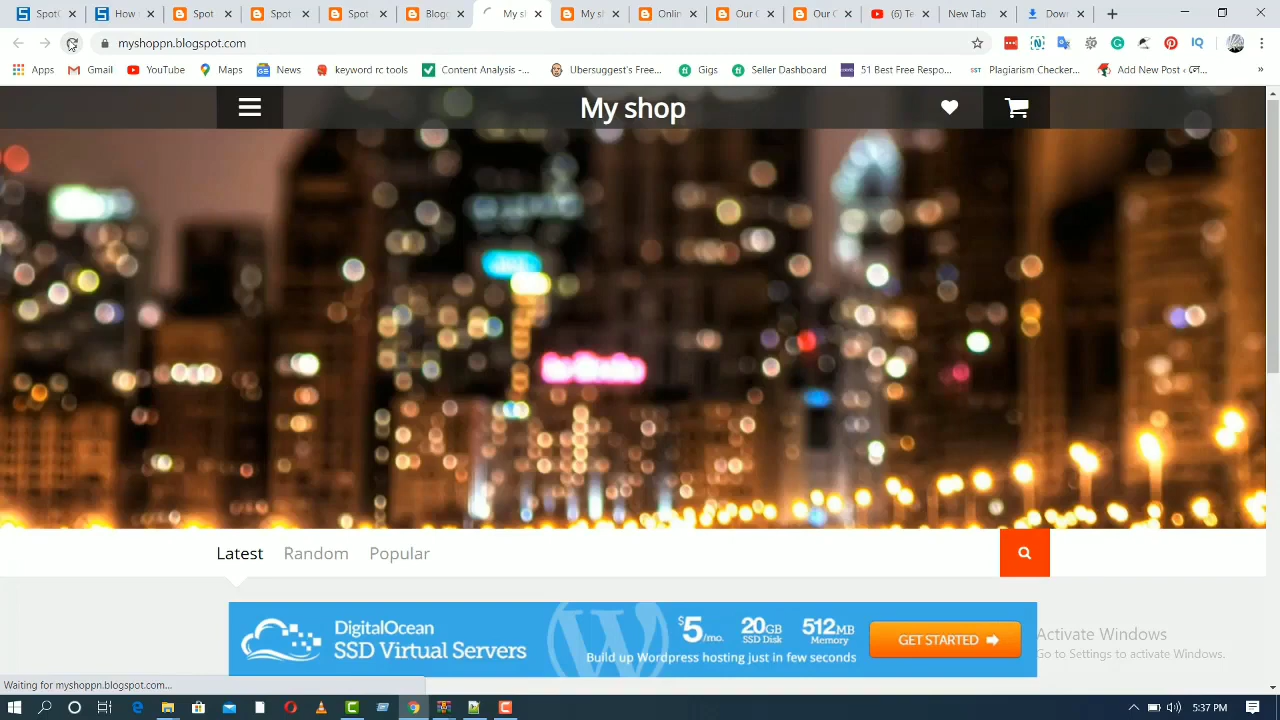 Spot
How
Spot
Spot
Spot
Blog
My sh
My sh
Onlin
Our C
Our C
(6) Te
New Tab
Down
myshoppn.blogspot.com
IQ
Apps
Gmail
YouTube
Maps
News
keyword rc tools
Content Analysis -...
Ubersuggest's Free...
Gigs
Seller Dashboard
51 Best Free Respo...
Plagiarism Checker...
Add New Post ‹ GT...
»
My shop
Latest
Random
Popular
DigitalOcean
SSD Virtual Servers
$5/mo.
20GB
SSD Disk
512MB
Memory
Build up Wordpress hosting just in few seconds
GET STARTED
Activate Windows
Go to Settings to activate Windows.
Waiting for myshoppn.blogspot.com...
5:37 PM